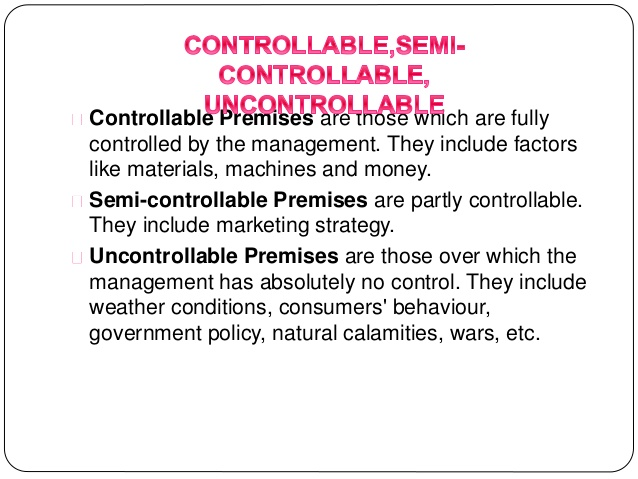 CONTROLLABLE,SEMI-
CONTROLLABLE,
UNCONTROLLABLE
Controllable Premises are those which are fully
controlled by the management. They include factors
like materials, machines and money.
Semi-controllable Premises are partly controllable.
They include marketing strategy.
Uncontrollable Premises are those over which the
management has absolutely no control. They include
weather conditions, consumers' behaviour,
government policy, natural calamities, wars, etc.